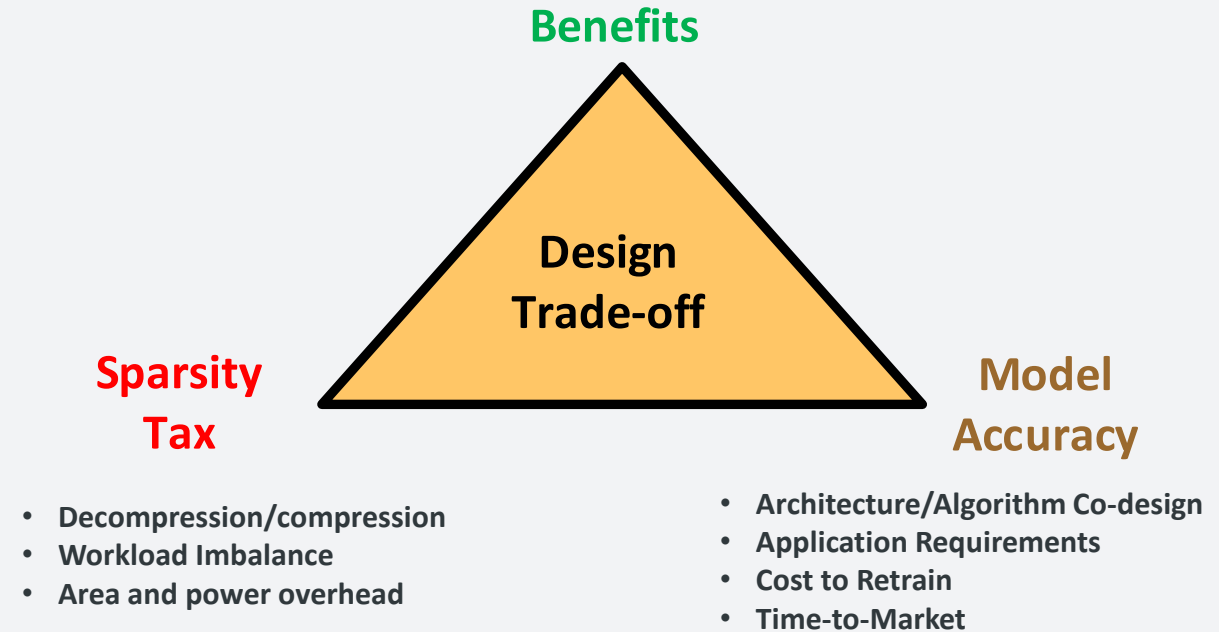 Benefits
Design
Trade-off
Sparsity
Tax
• Decompression/compression
• Workload Imbalance
• Area and power overhead
Model
Accuracy
• Architecture/Algorithm Co-design
• Application Requirements
• Cost to Retrain
• Time-to-Market